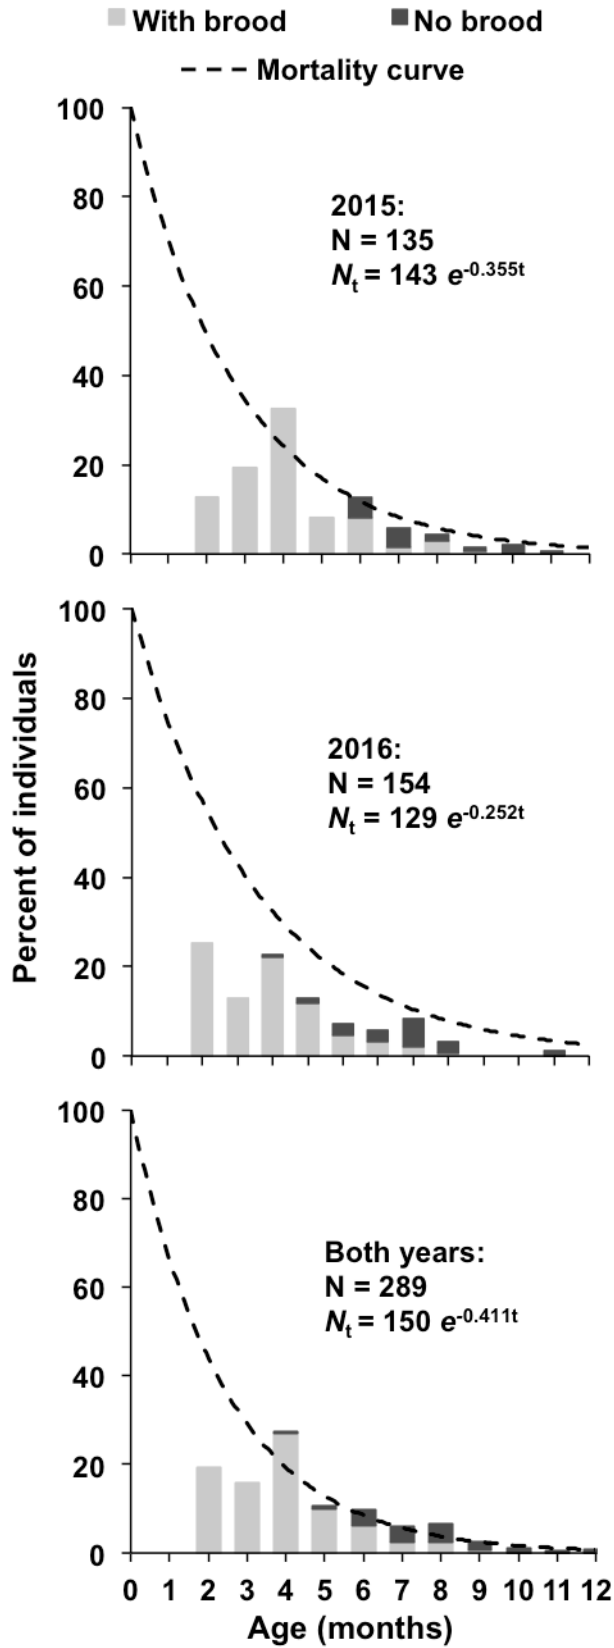 With brood No brood
Mortality curve
100
80
60
40
20
0
2015:
N = 135
Nt = 143 e-0.355t
100
80
60
40
20
0
2016:
N = 154
Nt = 129 e-0.252t
Percent of individuals
100
80
60
40
20
0
Both years:
N = 289
Nt = 150 e-0.411t
0 1 2 3 4 5 6 7 8 9 10 11 12
Age (months)